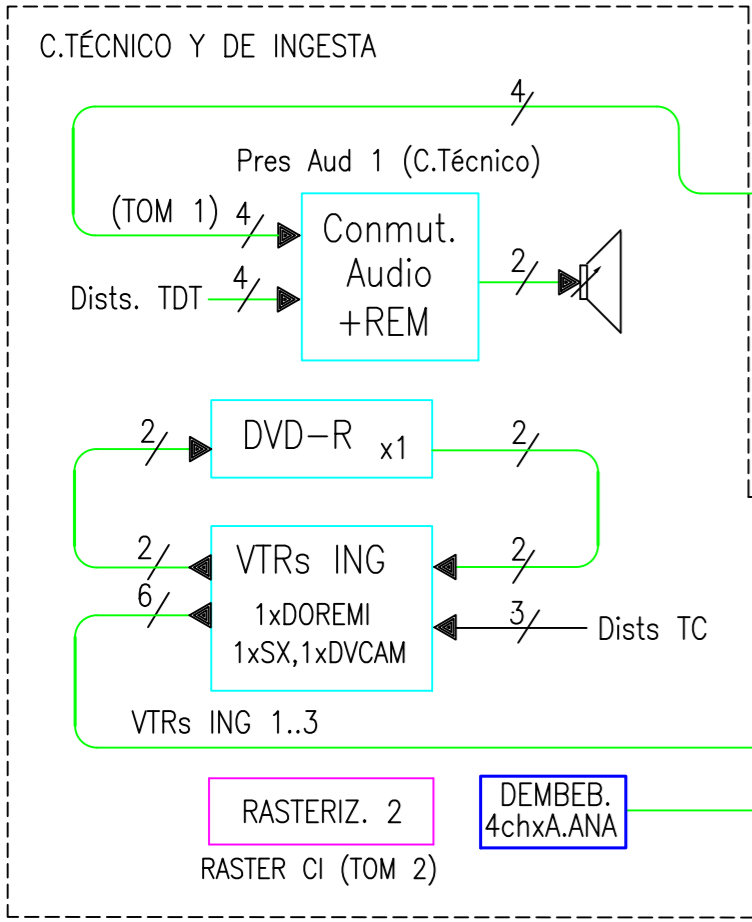 C.TÉCNICO Y DE INGESTA
4
Pres Aud 1 (C.Técnico)
(TOM 1)
4
Conmut.
Audio
+REM
2
Dists. TDT
4
2
DVD-R x1
2
2
VTRs ING
2
6
1xDOREMI
1xSX,1xDVCAM
3
Dists TC
VTRs ING 1..3
RASTERIZ. 2
RASTER CI (TOM 2)
DEMBEB.
4chxA.ANA